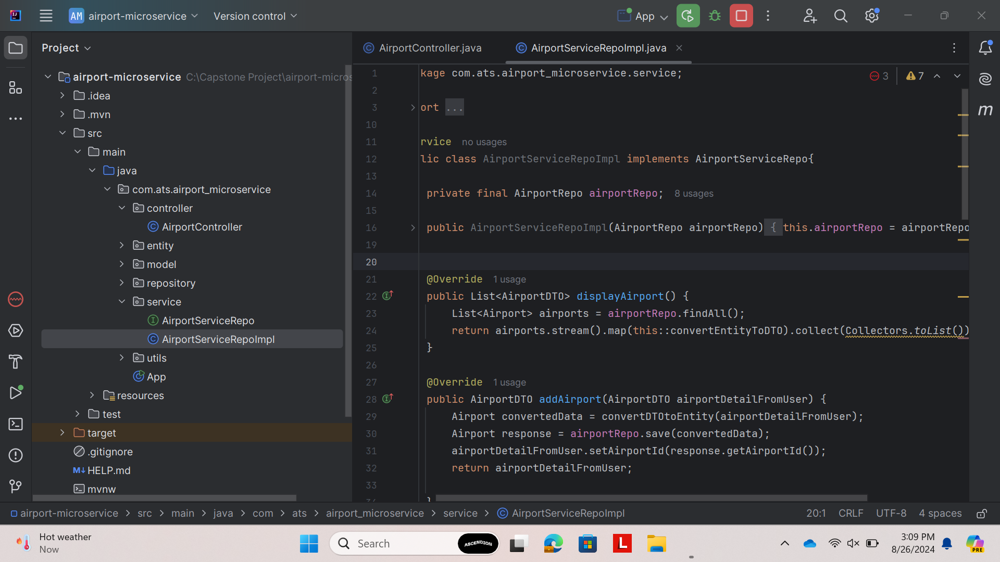 AM airport-microservice Version control App
Project
airport-microservice C:\Capstone Project\airport-micros
.idea
.mvn
src
main
java
com.ats.airport_microservice
controller
AirportController
entity
model
repository
service
AirportServiceRepo
AirportServiceRepoImpl
utils
App
resources
test
target
.gitignore
M↓ HELP.md
mvnw
AirportController.java AirportServiceRepoImpl.java
3 7
1 kage com.ats.airport_microservice.service;
2
3 ort ...
10
11 rvice no usages
12 lic class AirportServiceRepoImpl implements AirportServiceRepo{
13
14 private final AirportRepo airportRepo; 8 usages
15
16 public AirportServiceRepoImpl(AirportRepo airportRepo) { this.airportRepo = airportRepo
19
20
21 @Override 1 usage
22 public List<AirportDTO> displayAirport() {
23 List<Airport> airports = airportRepo.findAll();
24 return airports.stream().map(this::convertEntityToDTO).collect(Collectors.toList())
25 }
26
27 @Override 1 usage
28 public AirportDTO addAirport(AirportDTO airportDetailFromUser) {
29 Airport convertedData = convertDTOtoEntity(airportDetailFromUser);
30 Airport response = airportRepo.save(convertedData);
31 airportDetailFromUser.setAirportId(response.getAirportId());
32 return airportDetailFromUser;
33
34 }
m
airport-microservice > src > main > java > com > ats > airport_microservice > service > AirportServiceRepoImpl 20:1 CRLF UTF-8 4 spaces
Hot weather
Now
Search
ASCENDION
L
3:09 PM
8/26/2024
PRE